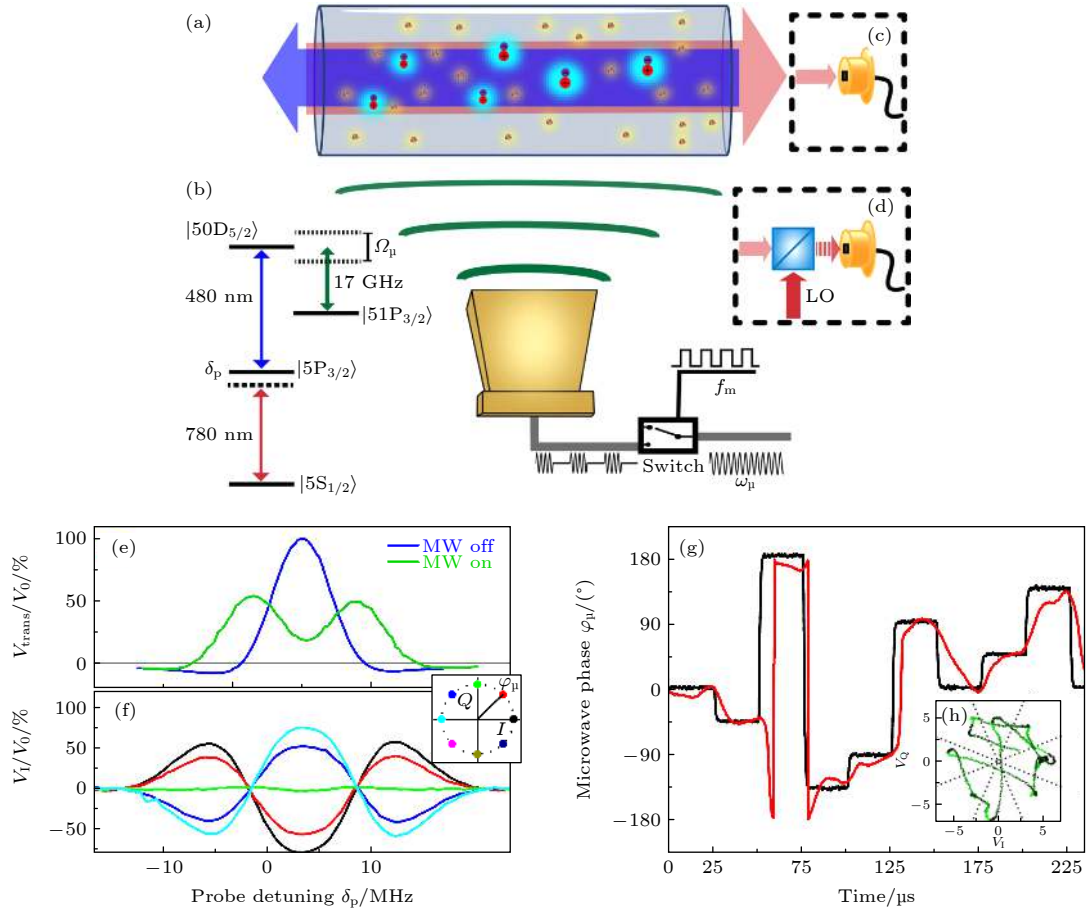 (a)
(c)
(b)
(d)
|50D5/2⟩
Ωμ
480 nm
17 GHz
|51P3/2⟩
LO
δp
|5P3/2⟩
fm
780 nm
Switch
ωμ
|5S1/2⟩
(e)
MW off
MW on
100
50
0
Vtrans/V0/%
(f)
Q
φμ
I
100
50
0
−50
VI/V0/%
−10
0
10
Probe detuning δp/MHz
(g)
180
90
0
−90
−180
Microwave phase φμ/(°)
(h)
5
0
−5
VQ
−5
0
5
VI
0
25
75
125
175
225
Time/μs